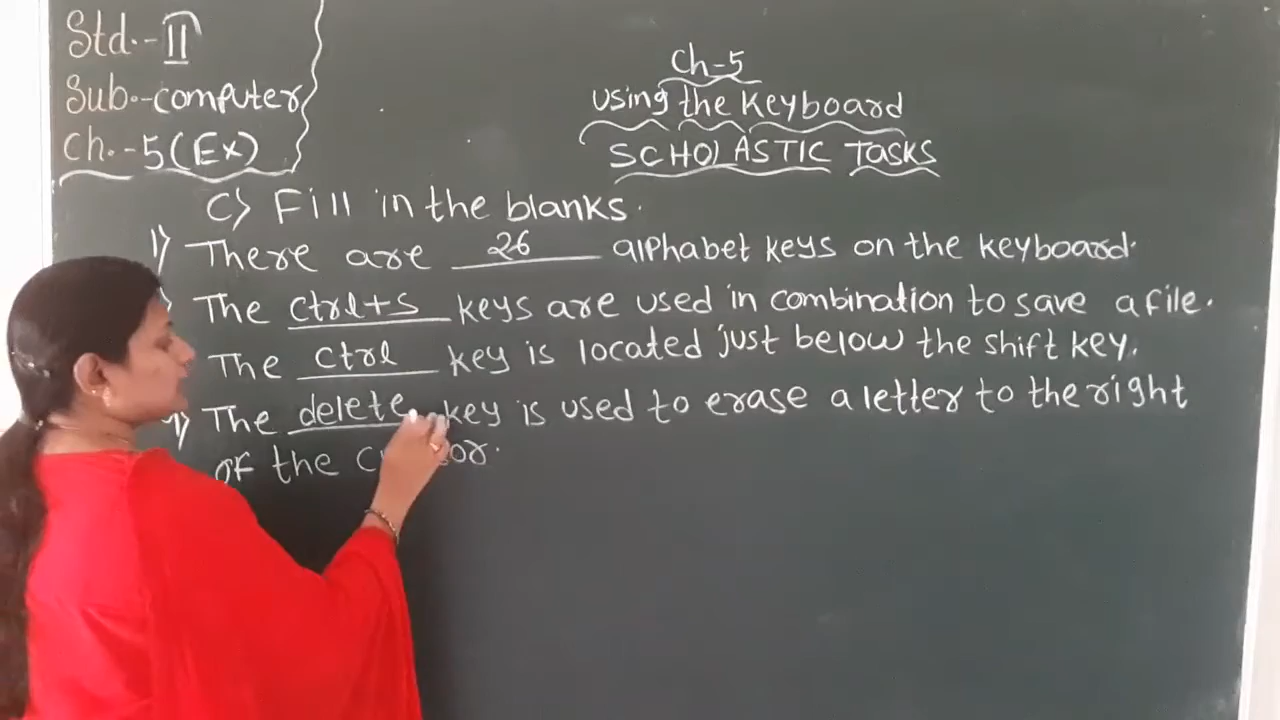 Std.-II
Sub.-computer
Ch.-5(Ex)
Ch-5
Using the Keyboard
SCHOLASTIC TASKS
C) Fill in the blanks.
1) There are 26 alphabet keys on the keyboard.
The ctrl+s keys are used in combination to save a file.
The ctrl key is located just below the shift key.
The delete key is used to erase a letter to the right
of the